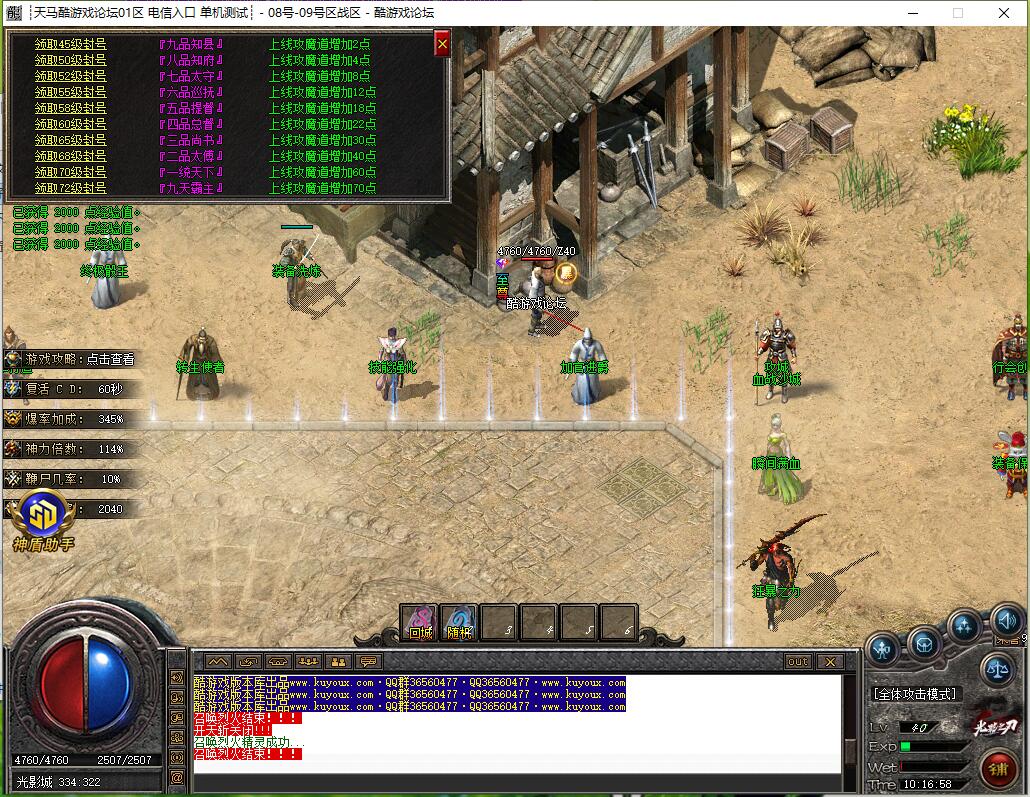 天马酷游戏论坛01区 电信入口 单机测试 - 08号-09号区战区 - 酷游戏论坛
领取45级封号 『九品知县』 上线攻魔道增加2点
领取50级封号 『八品知府』 上线攻魔道增加4点
领取52级封号 『七品太守』 上线攻魔道增加8点
领取55级封号 『六品巡抚』 上线攻魔道增加12点
领取58级封号 『五品提督』 上线攻魔道增加18点
领取60级封号 『四品总督』 上线攻魔道增加22点
领取65级封号 『三品尚书』 上线攻魔道增加30点
领取68级封号 『二品太傅』 上线攻魔道增加40点
领取70级封号 『一统天下』 上线攻魔道增加60点
领取72级封号 『九天霸主』 上线攻魔道增加70点
已获得 2000 点经验值。
已获得 2000 点经验值。
已获得 2000 点经验值。
4760/4760/Z40
终极骰王
装备洗炼
至尊
酷游戏论坛
转生使者
技能强化
加官进爵
攻城
血战沙城
行会创
游戏攻略：点击查看
复活 C D： 60秒
爆率加成： 345%
神力倍数： 114%
鞭尸几率： 10%
： 2040
神盾助手
瞬间满血
装备保
狂暴之力
回城 随机 3 4 5 6
out
酷游戏版本库出品www.kuyoux.com·QQ群36560477·QQ36560477·www.kuyoux.com
酷游戏版本库出品www.kuyoux.com·QQ群36560477·QQ36560477·www.kuyoux.com
酷游戏版本库出品www.kuyoux.com·QQ群36560477·QQ36560477·www.kuyoux.com
召唤烈火结束！！！！
开天斩关闭！！！
召唤烈火精灵成功...
召唤烈火结束！！！！
4760/4760 2507/2507
光影城 334:322
[全体攻击模式]
Lv 40
Exp
Wet
Time 10:16:58
光影之刃
铺